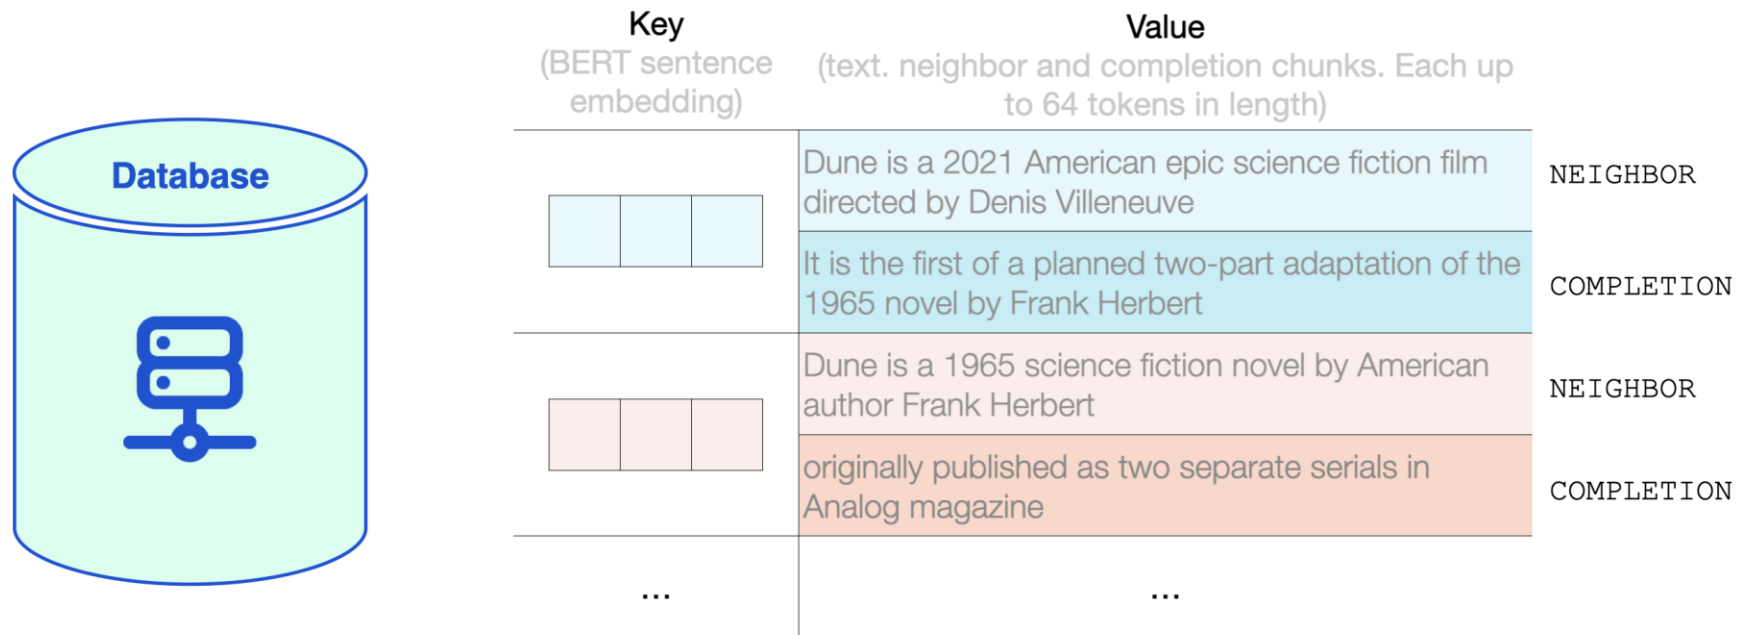 Key
(BERT sentence
embedding)
Value
(text. neighbor and completion chunks. Each up
to 64 tokens in length)
Database
Dune is a 2021 American epic science fiction film
directed by Denis Villeneuve
NEIGHBOR
It is the first of a planned two-part adaptation of the
1965 novel by Frank Herbert
COMPLETION
Dune is a 1965 science fiction novel by American
author Frank Herbert
NEIGHBOR
originally published as two separate serials in
Analog magazine
COMPLETION
...
...